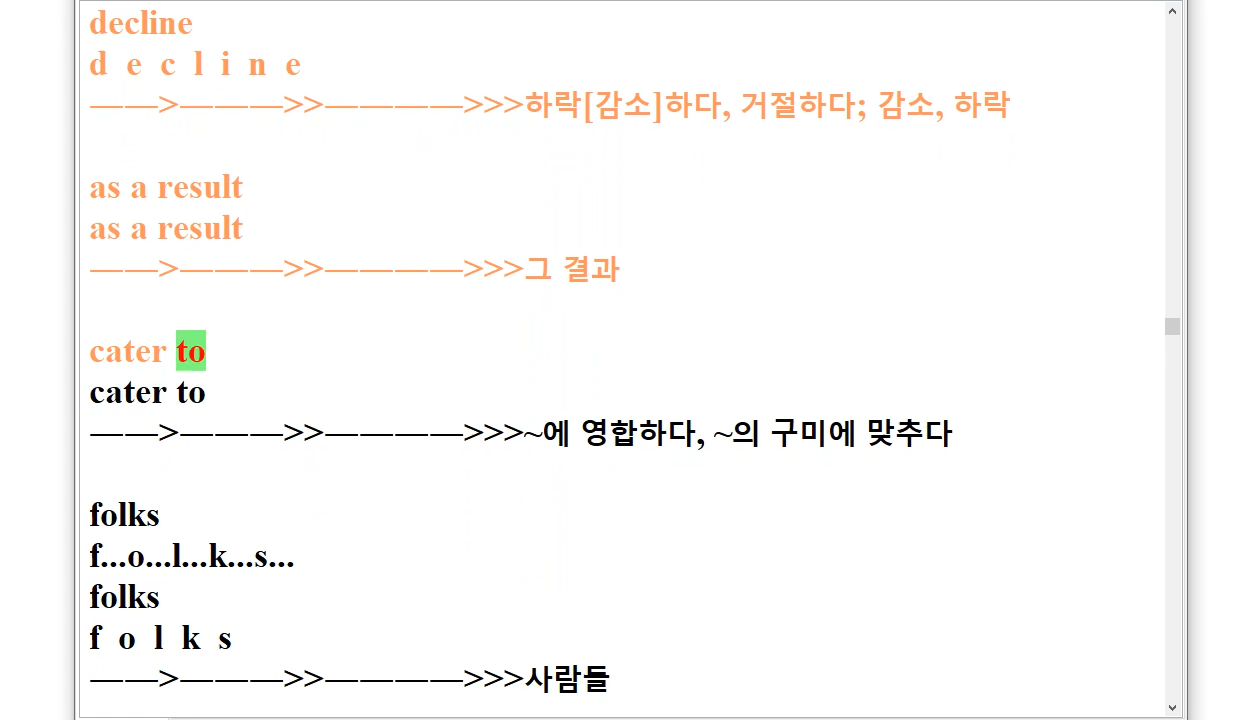 decline
d e c l i n e
——>———>>————>>>하락[감소]하다, 거절하다; 감소, 하락
as a result
as a result
——>———>>————>>>그 결과
cater to
cater to
——>———>>————>>>~에 영합하다, ~의 구미에 맞추다
folks
f...o...l...k...s...
folks
f o l k s
——>———>>————>>>사람들